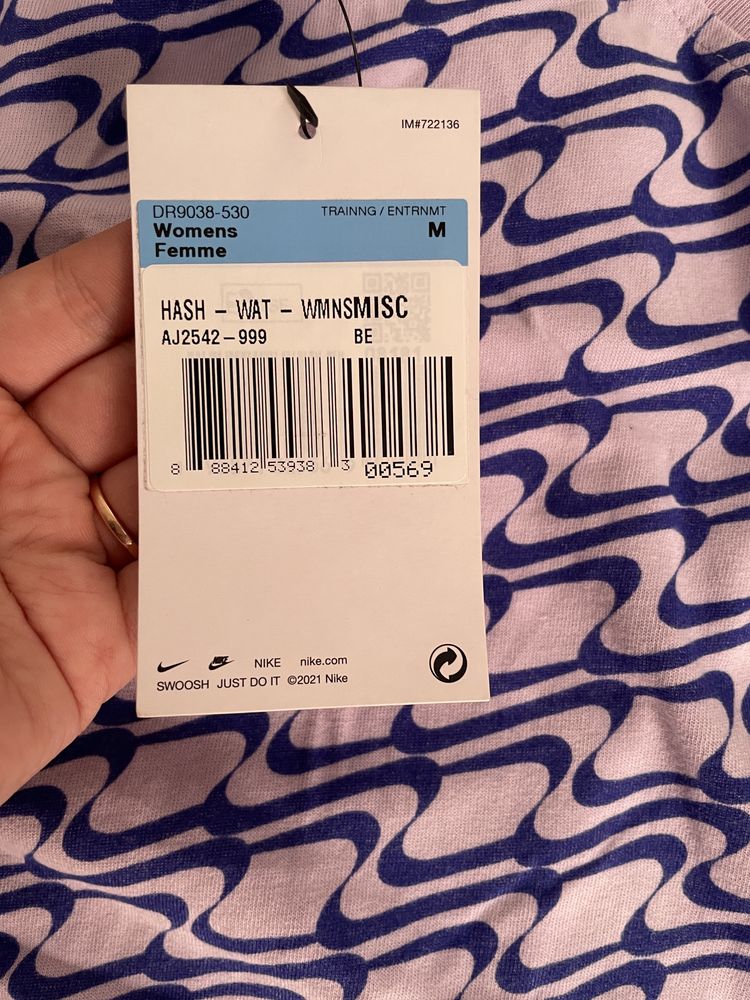 IM#722136
DR9038-530 TRAINNG / ENTRNMT
Womens M
Femme
HASH - WAT - WMNSMISC
AJ2542-999 BE
8 88412 53938 3 00569
NIKE nike.com
SWOOSH JUST DO IT ©2021 Nike